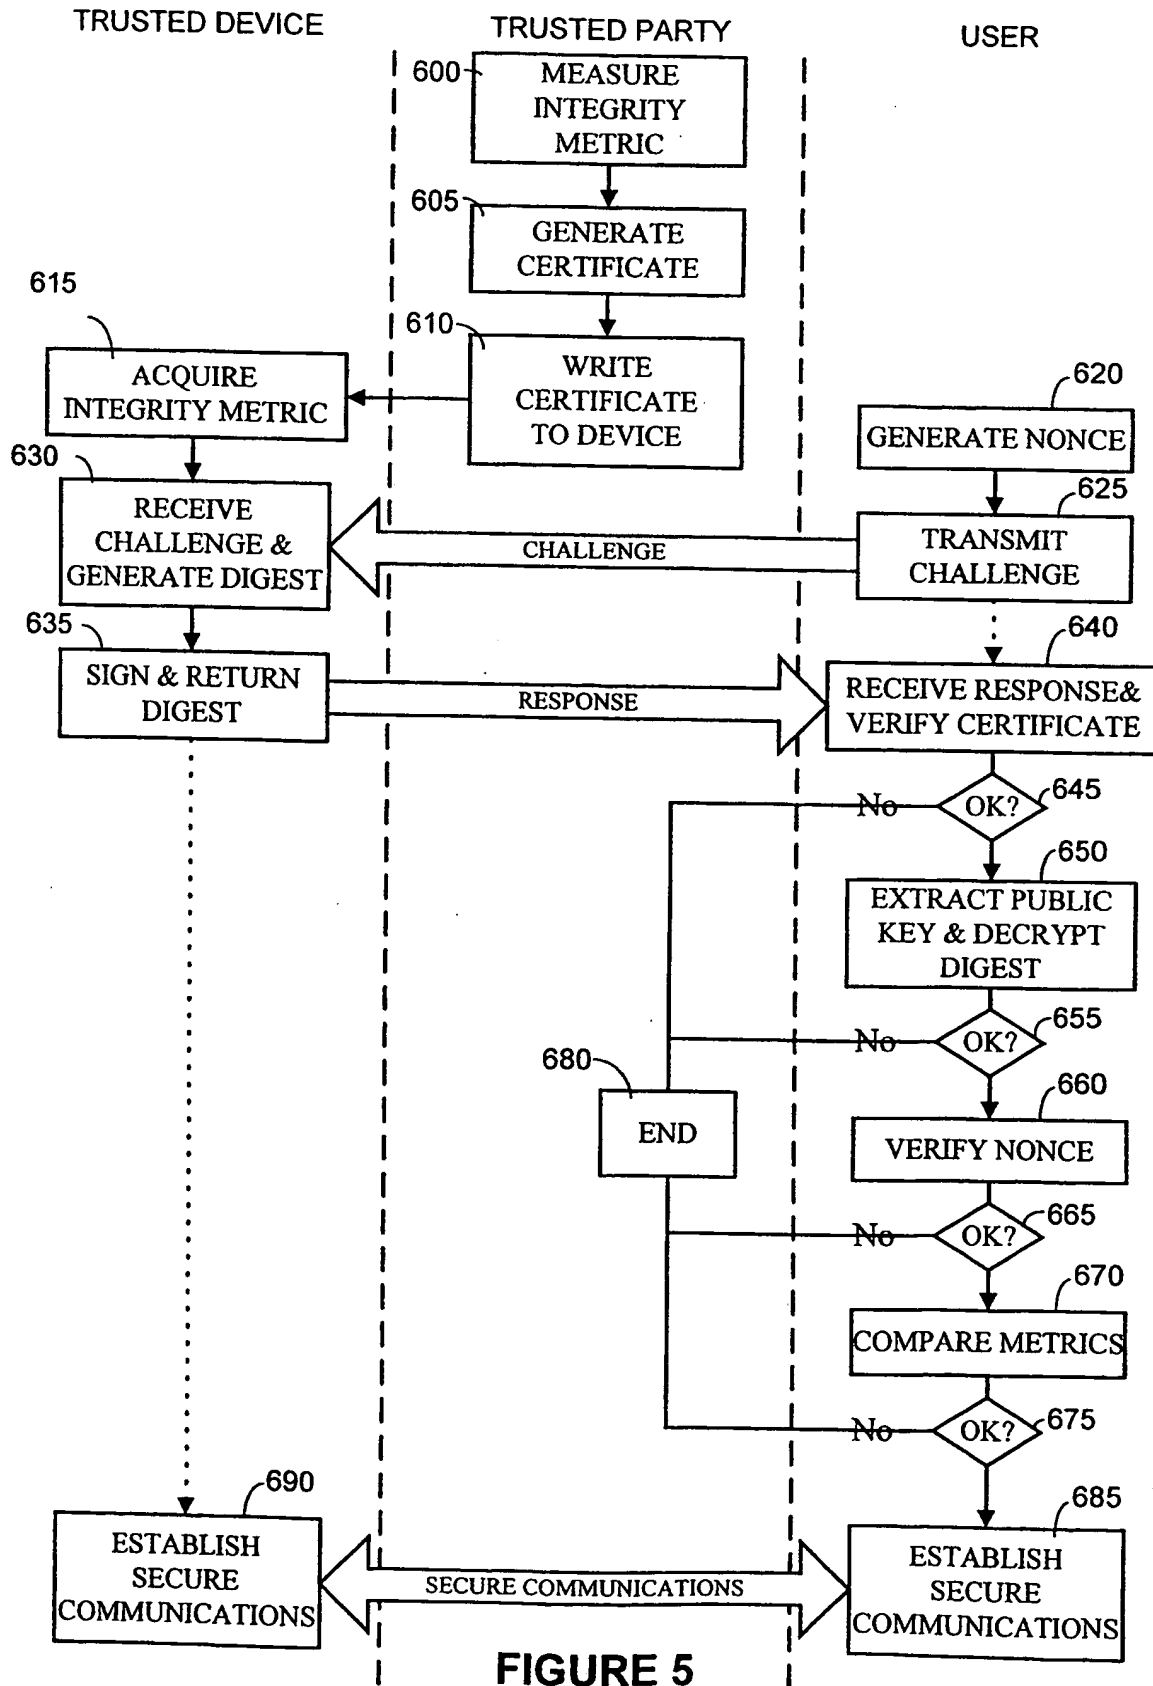 TRUSTED DEVICE
TRUSTED PARTY
USER
600
MEASURE
INTEGRITY
METRIC
605
GENERATE
CERTIFICATE
610
WRITE
CERTIFICATE
TO DEVICE
615
ACQUIRE
INTEGRITY METRIC
620
GENERATE NONCE
625
TRANSMIT
CHALLENGE
CHALLENGE
630
RECEIVE
CHALLENGE &
GENERATE DIGEST
635
SIGN & RETURN
DIGEST
RESPONSE
640
RECEIVE RESPONSE&
VERIFY CERTIFICATE
645
OK?
No
650
EXTRACT PUBLIC
KEY & DECRYPT
DIGEST
655
OK?
No
680
END
660
VERIFY NONCE
665
OK?
No
670
COMPARE METRICS
675
OK?
No
690
ESTABLISH
SECURE
COMMUNICATIONS
SECURE COMMUNICATIONS
685
ESTABLISH
SECURE
COMMUNICATIONS
FIGURE 5